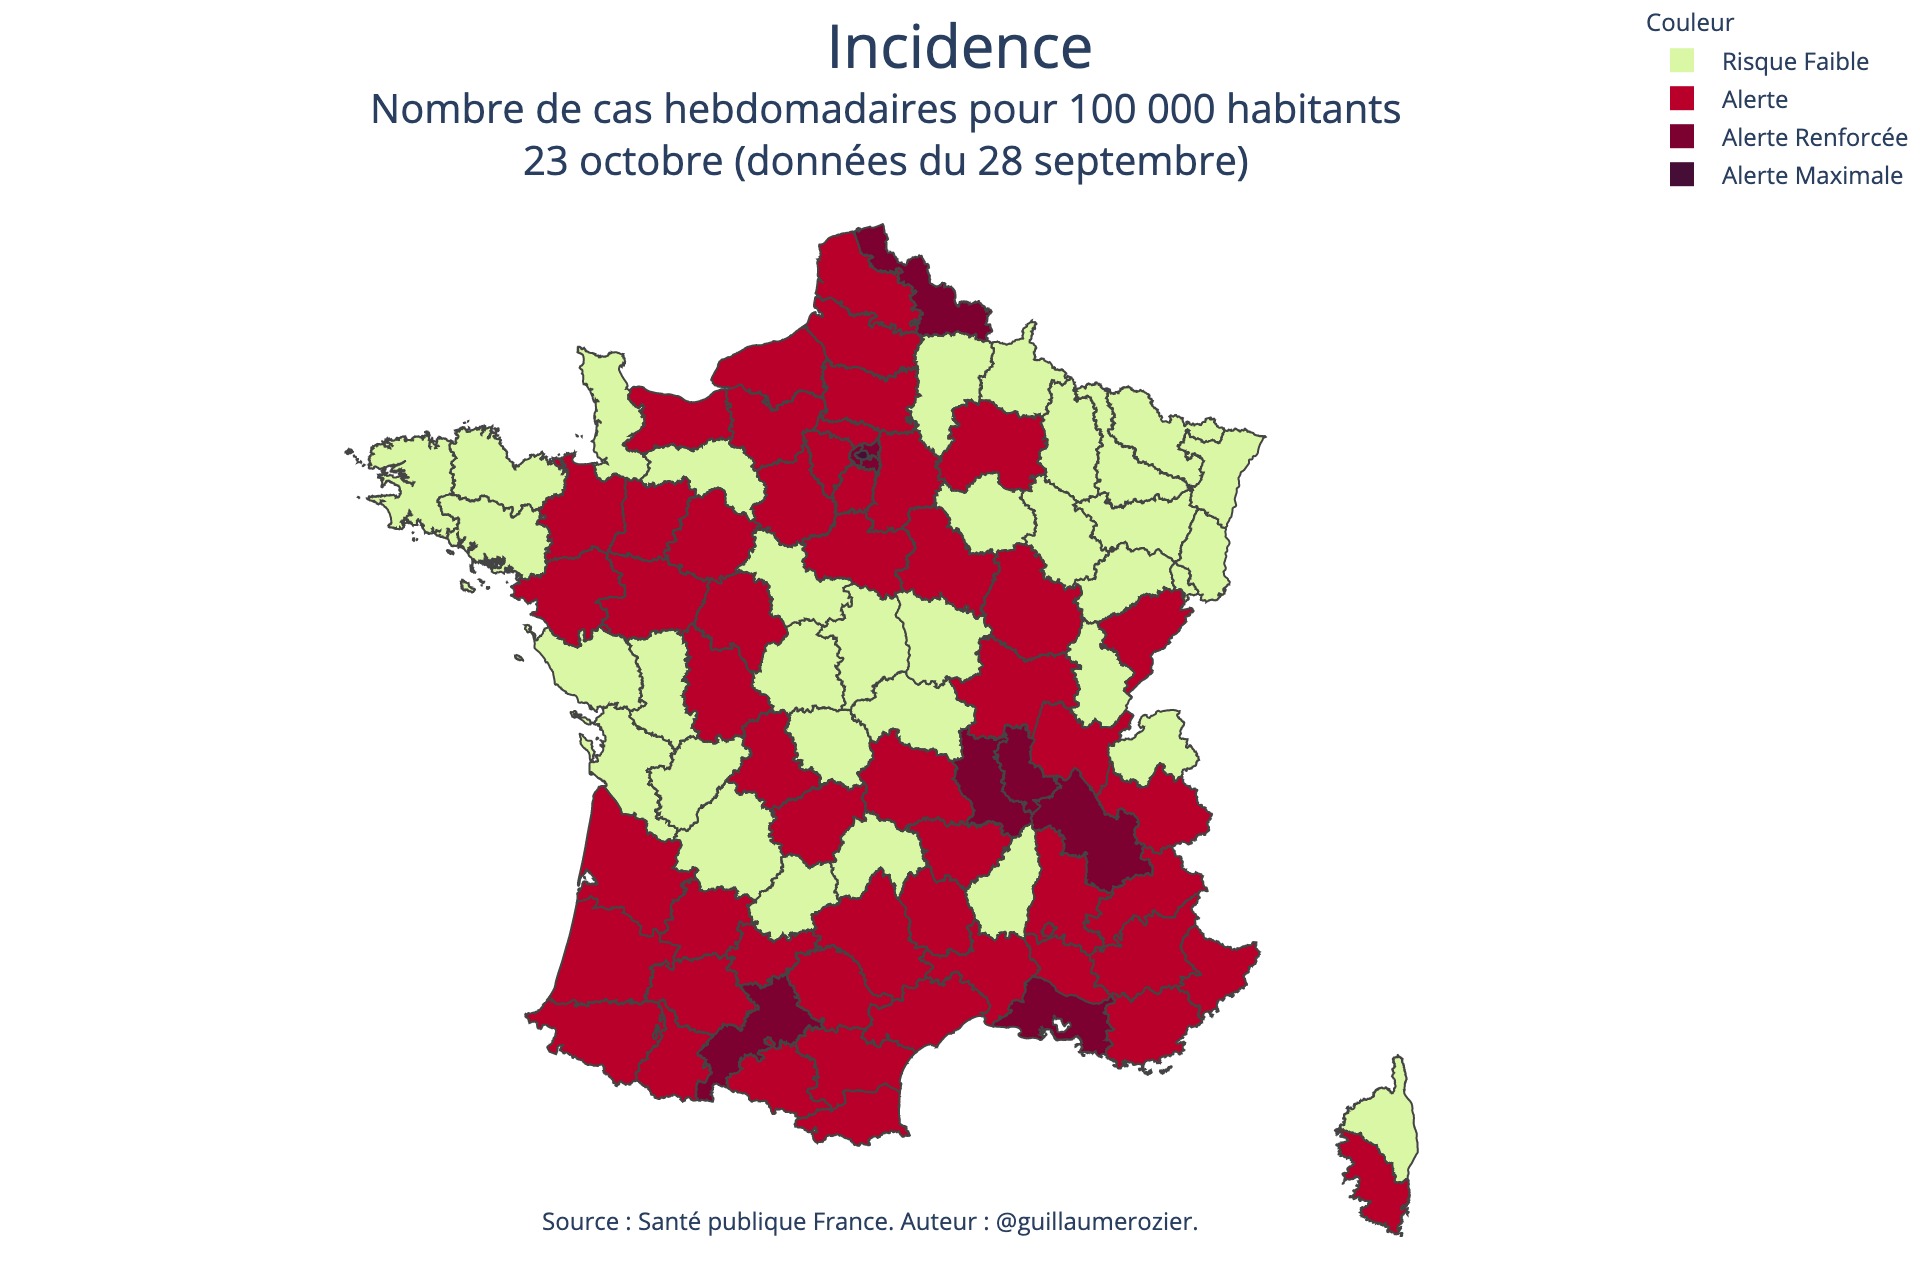 Incidence
Nombre de cas hebdomadaires pour 100 000 habitants
23 octobre (données du 28 septembre)
Couleur
Risque Faible
Alerte
Alerte Renforcée
Alerte Maximale
Source : Santé publique France. Auteur : @guillaumerozier.